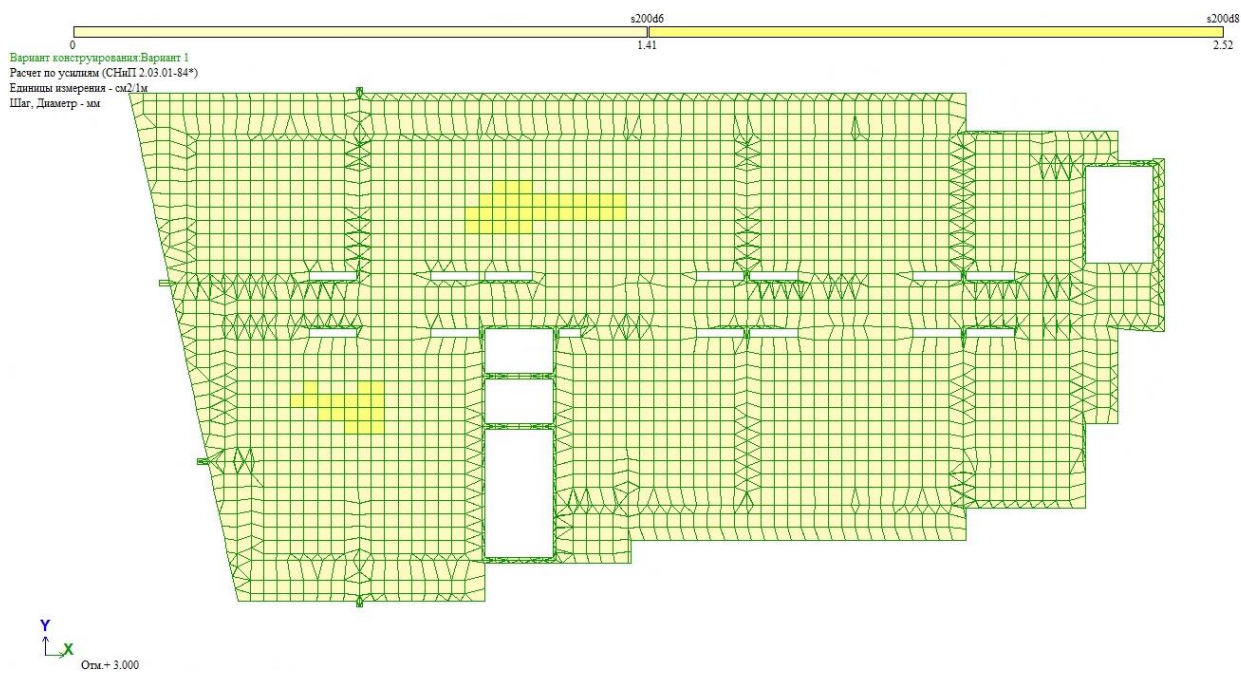 s200d6 s200d8
0 1.41 2.52
Вариант конструирования:Вариант 1
Расчет по усилиям (СНиП 2.03.01-84*)
Единицы измерения - см2/1м
Шаг, Диаметр - мм
Y
X
Отм.+ 3.000